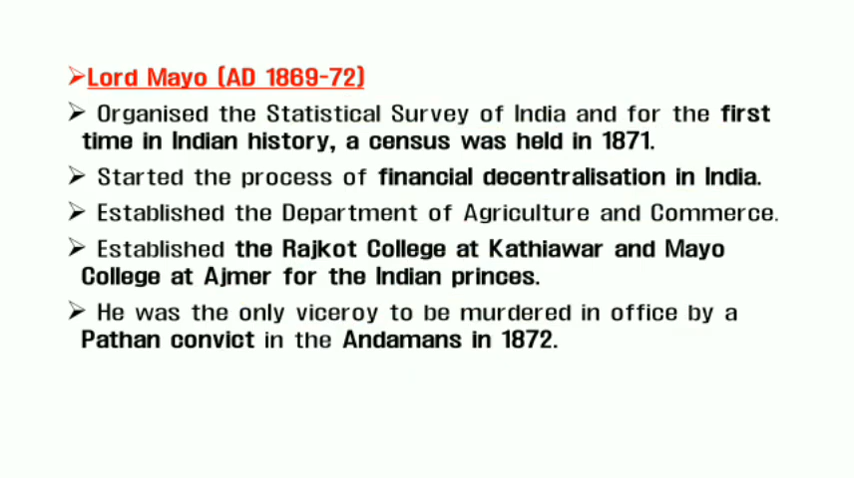 ➢Lord Mayo (AD 1869-72)
➢ Organised the Statistical Survey of India and for the first
time in Indian history, a census was held in 1871.
➢ Started the process of financial decentralisation in India.
➢ Established the Department of Agriculture and Commerce.
➢ Established the Rajkot College at Kathiawar and Mayo
College at Ajmer for the Indian princes.
➢ He was the only viceroy to be murdered in office by a
Pathan convict in the Andamans in 1872.